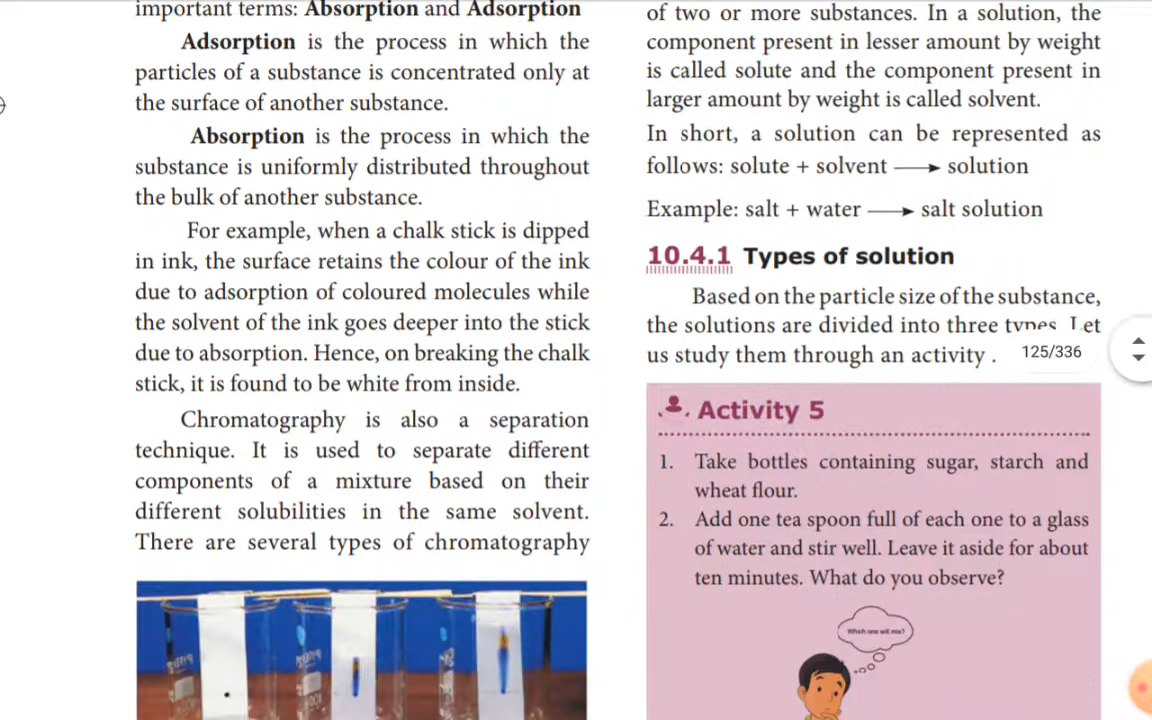 important terms: Absorption and Adsorption
Adsorption is the process in which the
particles of a substance is concentrated only at
the surface of another substance.
Absorption is the process in which the
substance is uniformly distributed throughout
the bulk of another substance.
For example, when a chalk stick is dipped
in ink, the surface retains the colour of the ink
due to adsorption of coloured molecules while
the solvent of the ink goes deeper into the stick
due to absorption. Hence, on breaking the chalk
stick, it is found to be white from inside.
Chromatography is also a separation
technique. It is used to separate different
components of a mixture based on their
different solubilities in the same solvent.
There are several types of chromatography
of two or more substances. In a solution, the
component present in lesser amount by weight
is called solute and the component present in
larger amount by weight is called solvent.
In short, a solution can be represented as
follows: solute + solvent ⟶ solution
Example: salt + water ⟶ salt solution
10.4.1 Types of solution
Based on the particle size of the substance,
the solutions are divided into three types. Let
us study them through an activity .
125/336
Activity 5
1. Take bottles containing sugar, starch and
wheat flour.
2. Add one tea spoon full of each one to a glass
of water and stir well. Leave it aside for about
ten minutes. What do you observe?
Which one will mix?